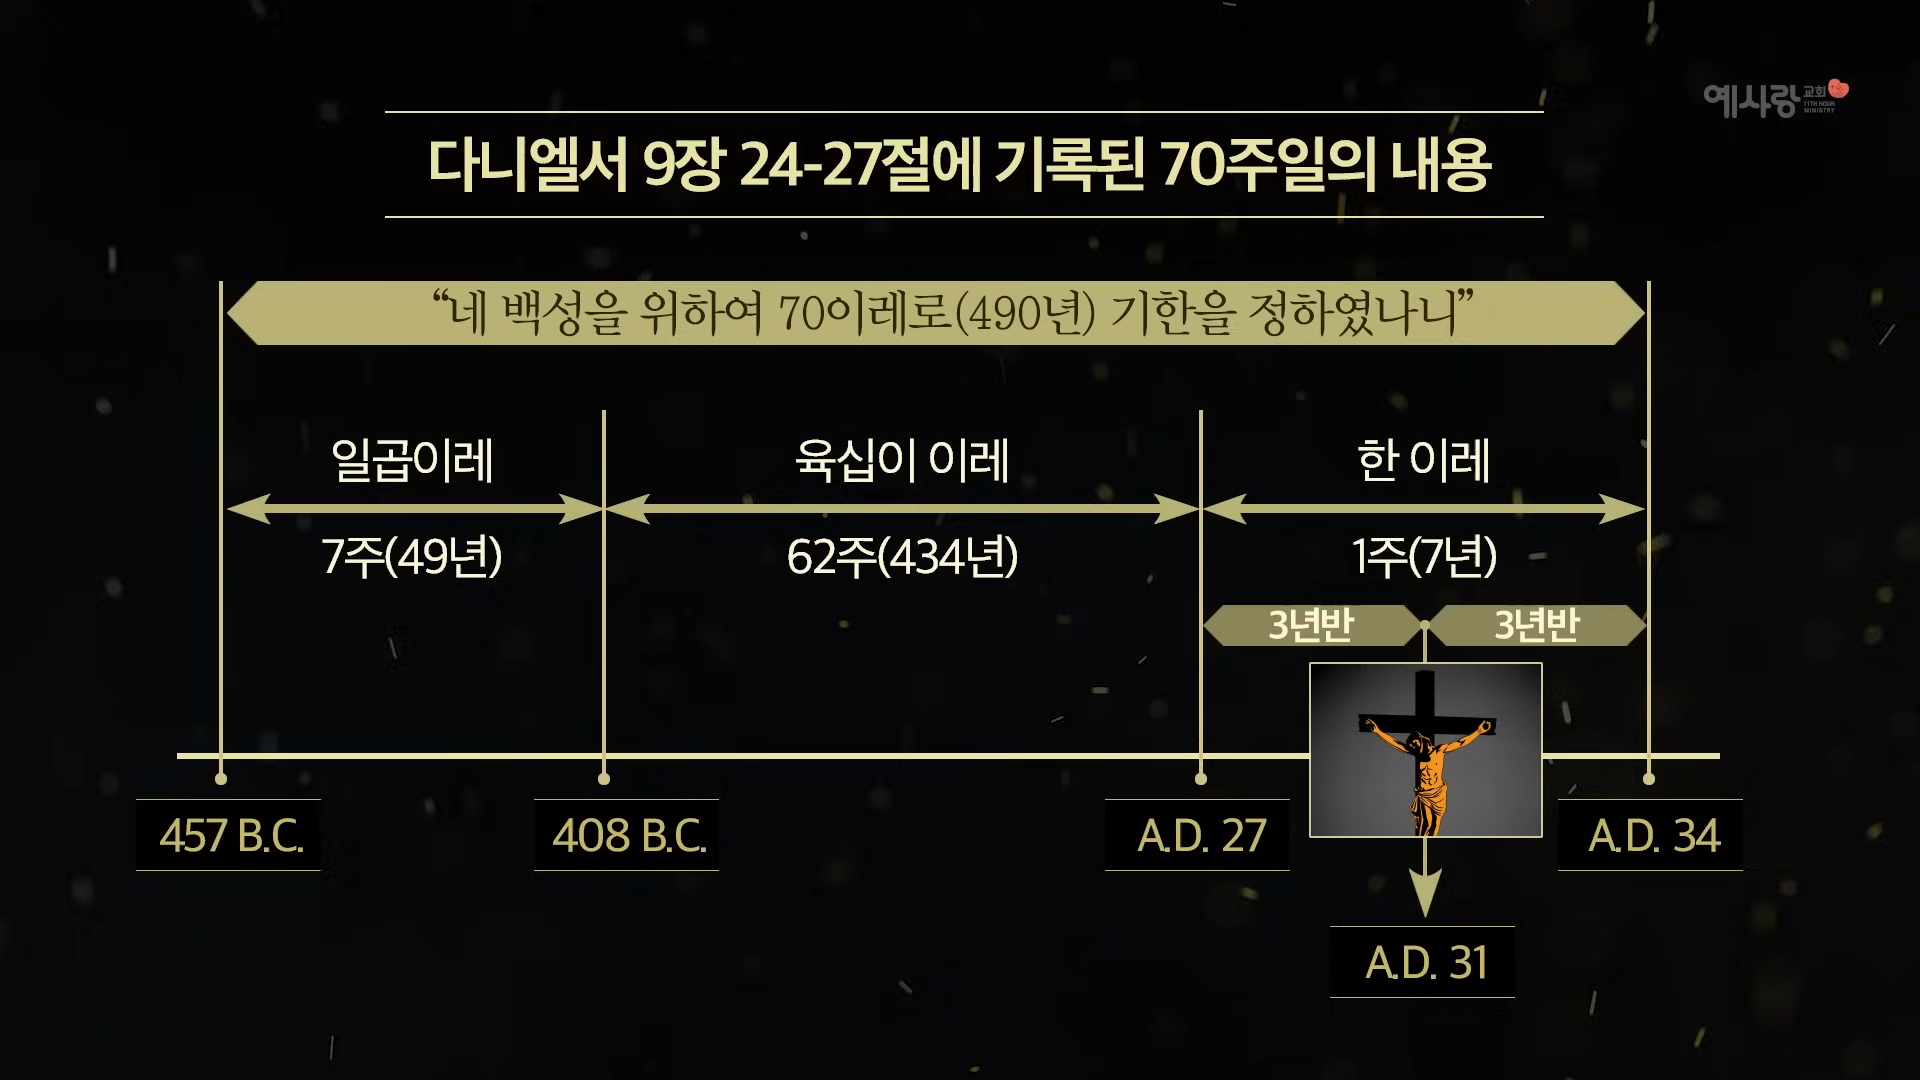 예사랑 교회
11TH HOUR
MINISTRY
다니엘서 9장 24-27절에 기록된 70주일의 내용
“네 백성을 위하여 70이레로(490년) 기한을 정하였나니”
일곱이레
육십이 이레
한 이레
7주(49년)
62주(434년)
1주(7년)
3년반
3년반
457 B.C.
408 B.C.
A.D. 27
A.D. 34
A.D. 31